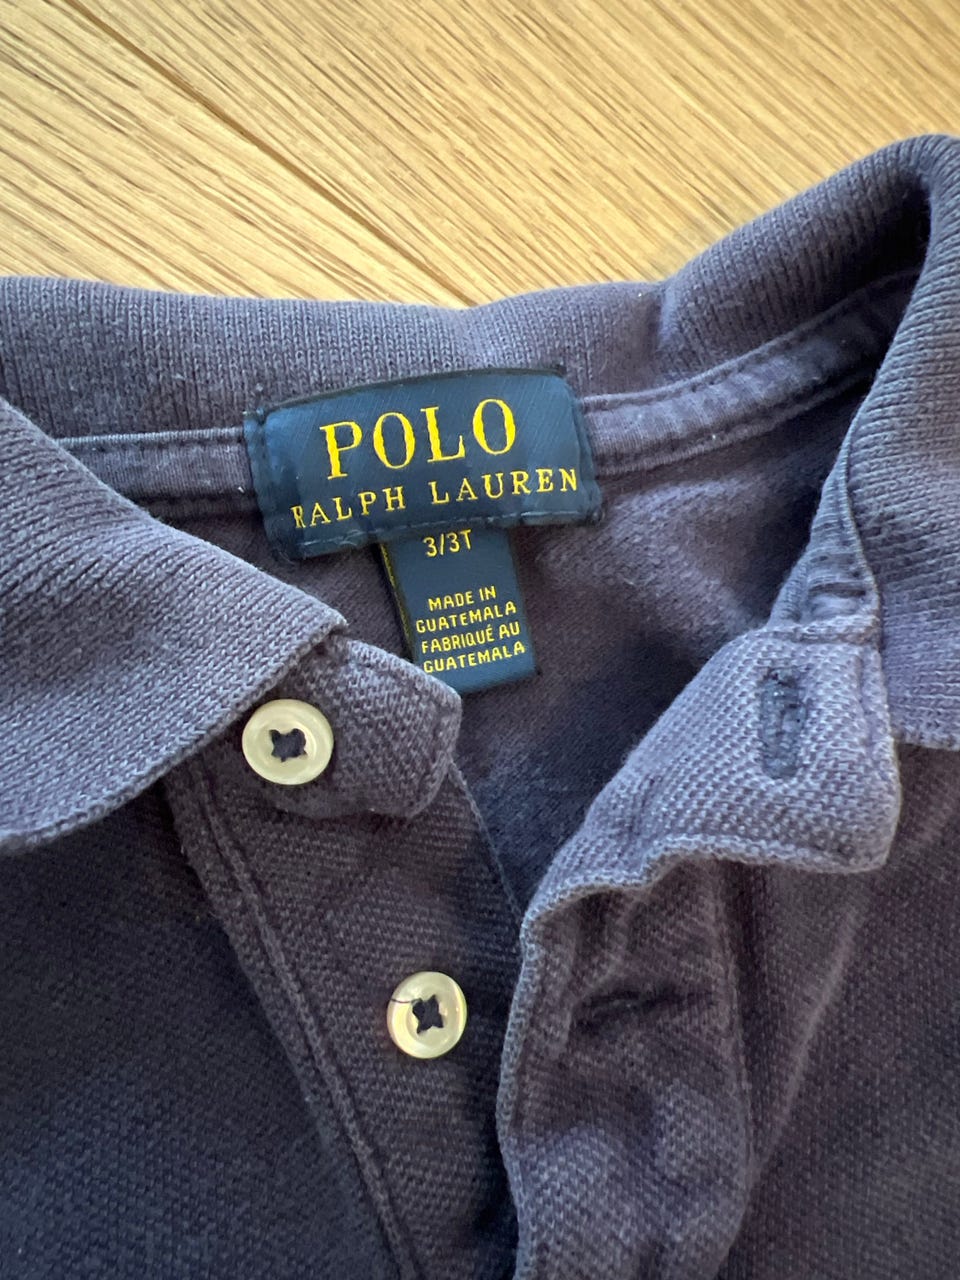 POLO
RALPH LAUREN
3/3T
MADE IN
GUATEMALA
FABRIQUÉ AU
GUATEMALA